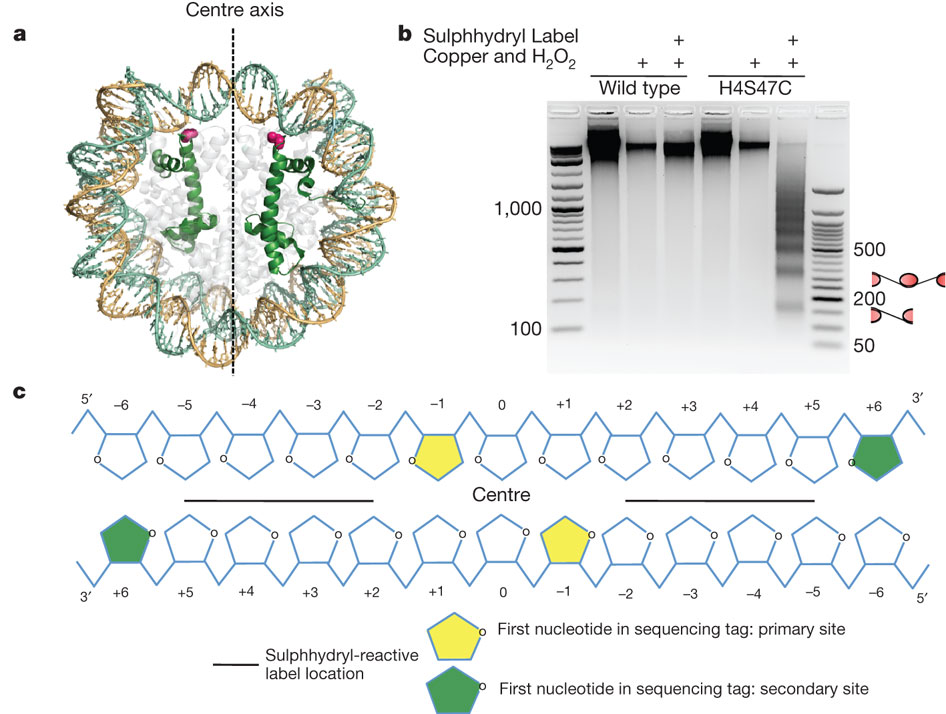 Centre axis
a
b
Sulphhydryl Label + +
Copper and H₂O₂ + + + +
Wild type H4S47C
1,000
100
500
200
50
c
5′ –6 –5 –4 –3 –2 –1 0 +1 +2 +3 +4 +5 +6 3′
o o o o o o o o o o o o o
Centre
o o o o o o o o o o o o o
3′ +6 +5 +4 +3 +2 +1 0 –1 –2 –3 –4 –5 –6 5′
o First nucleotide in sequencing tag: primary site
Sulphhydryl-reactive
label location
o First nucleotide in sequencing tag: secondary site